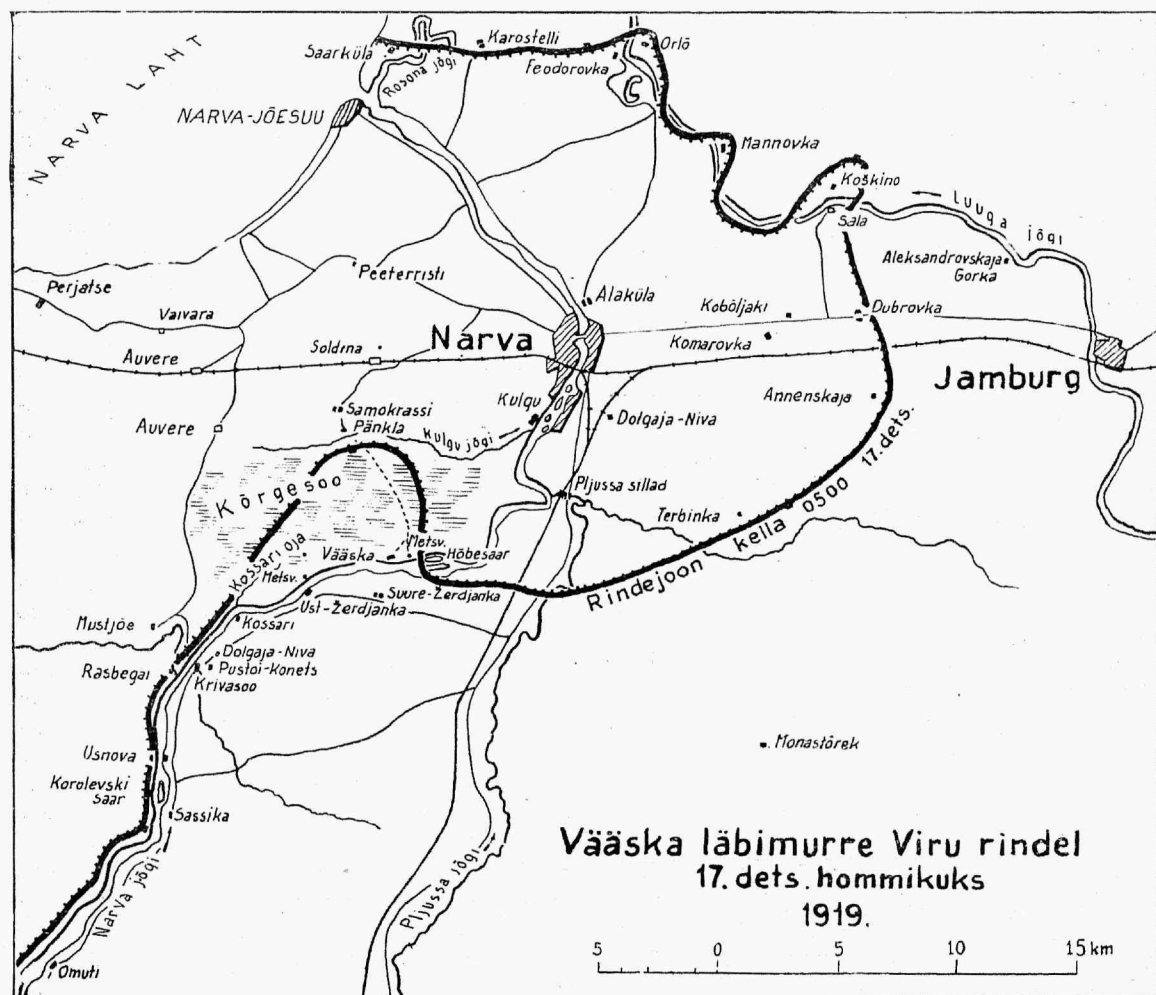 NARVA LAHT
Saarküla
Karostelli
Orlõ
Rosona jõgi
Feodorovka
NARVA-JÕESUU
Mannovka
Koškino
Luuga jõgi
Sala
Aleksandrovskaja
Gorka
Peeterristi
Perjatse
Alaküla
Vaivara
Kobõljaki
Dubrovka
Narva
Soldina
Komarovka
Auvere
Jamburg
Annenskaja
Samokrassi
Kulgu
Pänkla
Kulgu jõgi
Dolgaja-Niva
Auvere
Kõrgesoo
Pljussa sillad
Terbinka
Rindejoon kella 0500 17. dets.
Kossari oja
Vääska
Metsv.
Hõbesaar
Metsv.
Ust-Žerdjanka
Suure-Žerdjanka
Mustjõe
Kossari
Dolgaja-Niva
Rasbegai
Pustoi-Konets
Krivasoo
Usnova
Monastõrek
Korolevski
Saar
Sassika
Narva jõgi
Pljussa jõgi
Omuti
Vääska läbimurre Viru rindel
17. dets. hommikuks
1919.
5 0 5 10 15 km